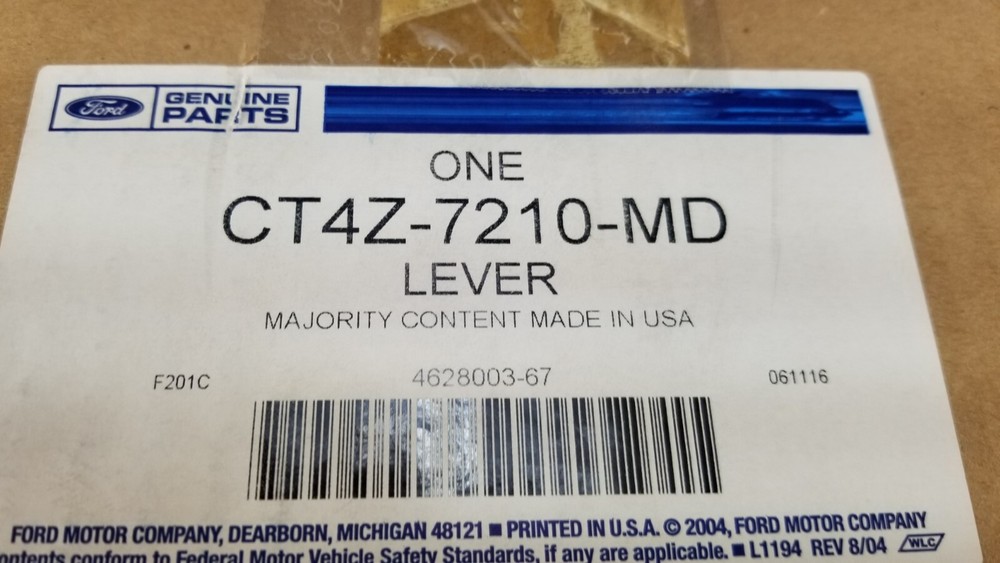 Ford GENUINE PARTS
ONE
CT4Z-7210-MD
LEVER
MAJORITY CONTENT MADE IN USA
F201C 4628003-67 061116
FORD MOTOR COMPANY, DEARBORN, MICHIGAN 48121 ■ PRINTED IN U.S.A. © 2004, FORD MOTOR COMPANY
conform to Federal Motor Vehicle Safety Standards, if any are applicable. ■ L1194 REV 8/04 WLC